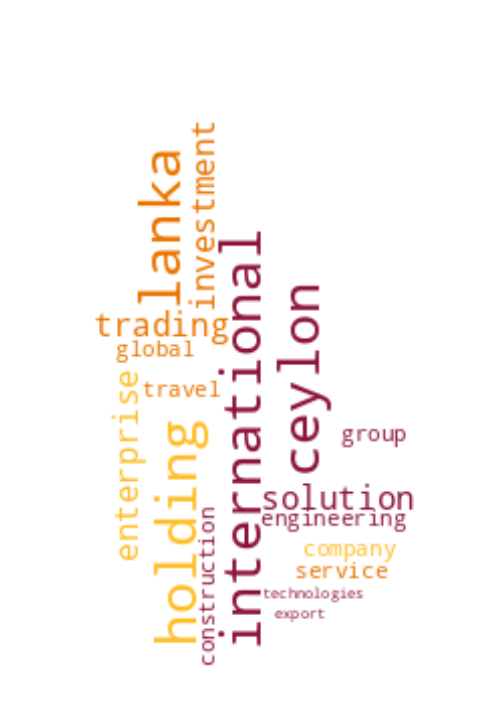 investment
lanka
international
ceylon
trading
global
enterprise
travel
holding
group
solution
construction
engineering
company
service
technologies
export